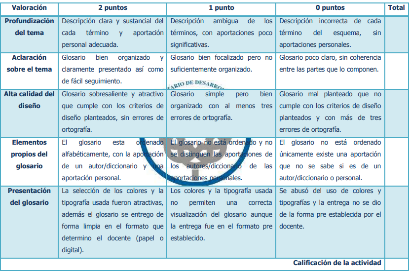 Valoración 2 puntos 1 punto 0 puntos Total
Profundización del tema
Descripción clara y sustancial del
cada término y aportación
personal adecuada.
Descripción ambigua de los
términos, con aportaciones poco
significativas.
Descripción incorrecta de cada
término del esquema, sin
aportaciones personales.
Aclaración sobre el tema
Glosario bien organizado y
claramente presentado así como
de fácil seguimiento.
Glosario bien focalizado pero no
suficientemente organizado.
Glosario poco claro, sin coherencia
entre las partes que lo componen.
Alta calidad del diseño
Glosario sobresaliente y atractivo
que cumple con los criterios de
diseño planteados, sin errores de
ortografía.
Glosario simple pero bien
organizado con al menos tres
errores de ortografía.
Glosario mal planteado que no
cumple con los criterios de diseño
planteados y con más de tres
errores de ortografía.
Elementos propios del glosario
El glosario esta ordenado
alfabéticamente, con la aportación
de un autor/diccionario y una
aportación personal.
El glosario no está ordenado y no
se distinguen las aportaciones de
los autores/diccionario de las
aportaciones personales.
El glosario no está ordenado
únicamente existe una aportación
que no se sabe si es de un
autor/diccionario o personal.
Presentación del glosario
La selección de los colores y la
tipografía usada fueron atractivas,
además el glosario se entrego de
forma limpia en el formato que
determino el docente (papel o
digital).
Los colores y la tipografía usada
no permiten una correcta
visualización del glosario aunque
la entrega fue en el formato pre
establecido.
Se abusó del uso de colores y
tipografías y la entrega no se dio
de la forma pre establecida por el
docente.
Calificación de la actividad